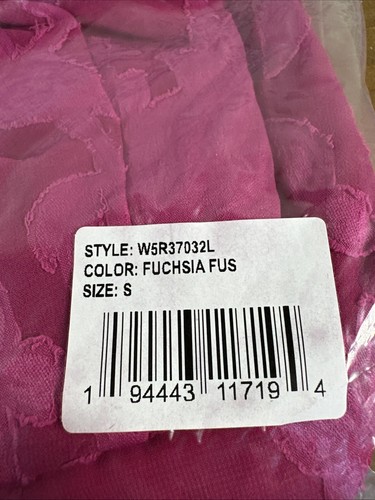 STYLE: W5R37032L
COLOR: FUCHSIA FUS
SIZE: S
1 94443 11719 4